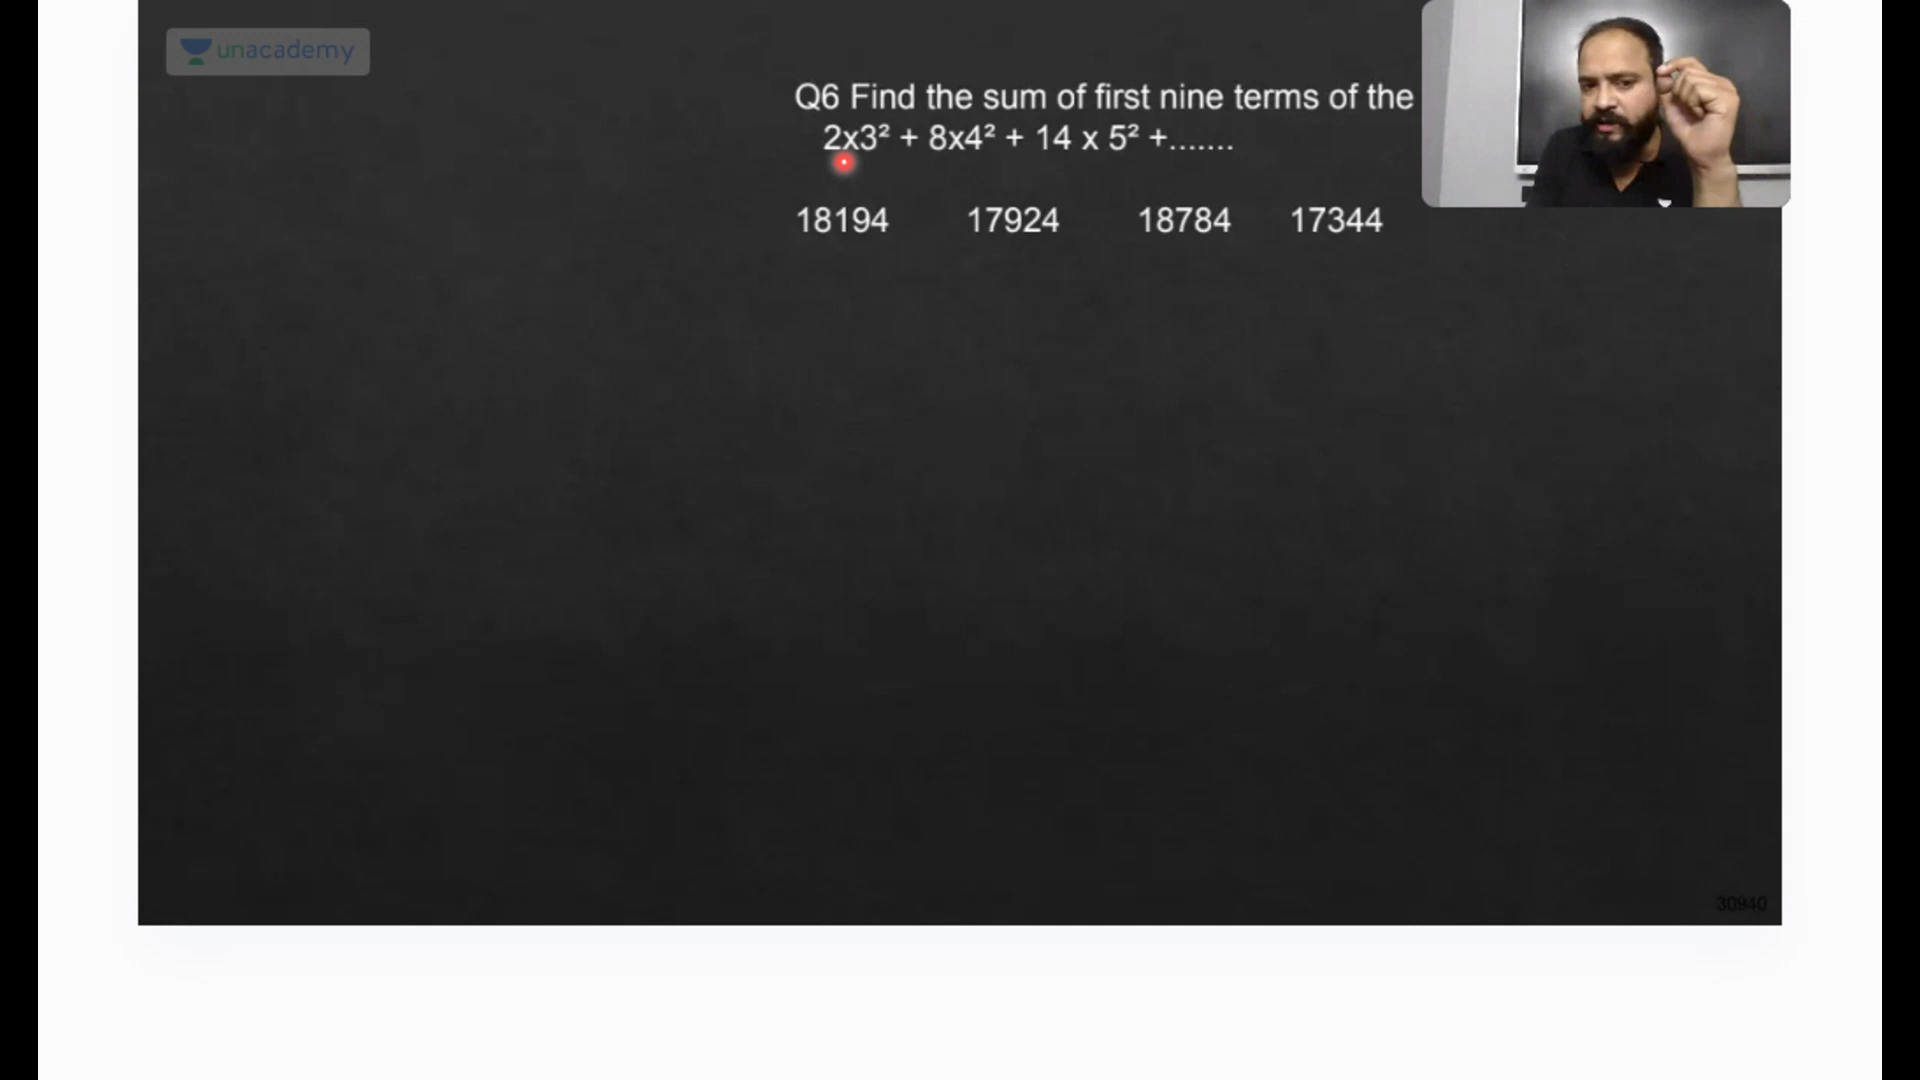 unacademy
Q6 Find the sum of first nine terms of the
2x3² + 8x4² + 14 x 5² +.......
18194 17924 18784 17344
30940